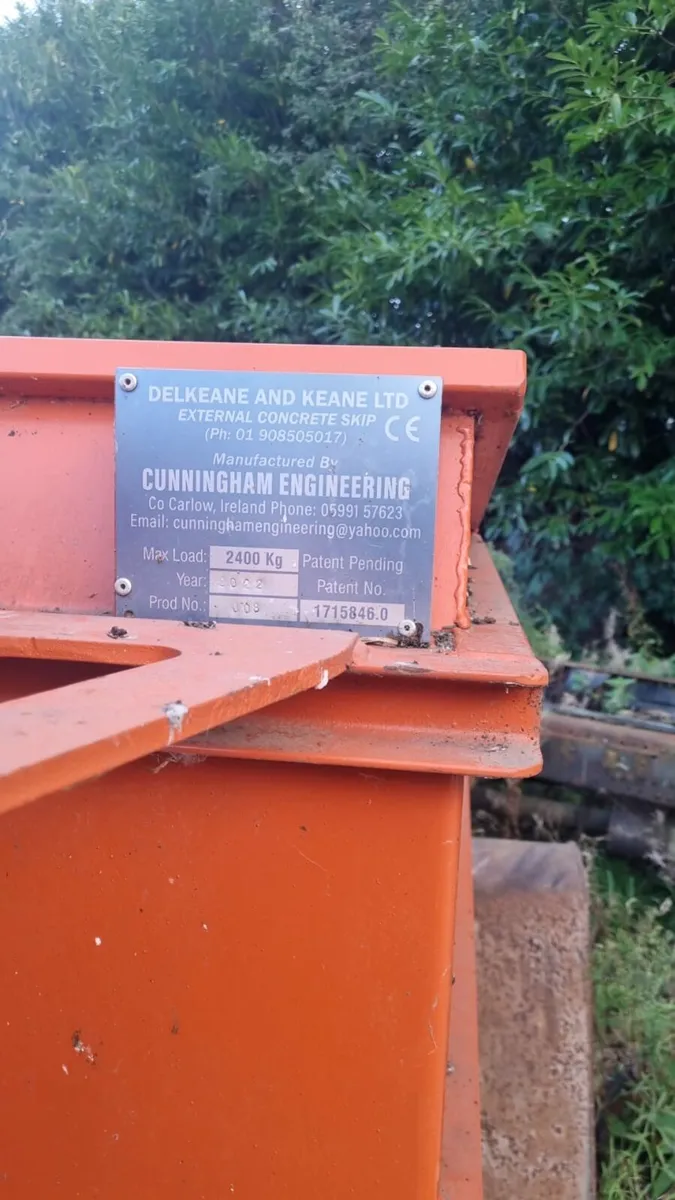 DELKEANE AND KEANE LTD
EXTERNAL CONCRETE SKIP
CE
(Ph: 01 908505017)
Manufactured By
CUNNINGHAM ENGINEERING
Co Carlow, Ireland Phone: 05991 57623
Email: cunninghamengineering@yahoo.com
Max Load: 2400 Kg Patent Pending
Year: 2022 Patent No.
Prod No.: 1715846.0